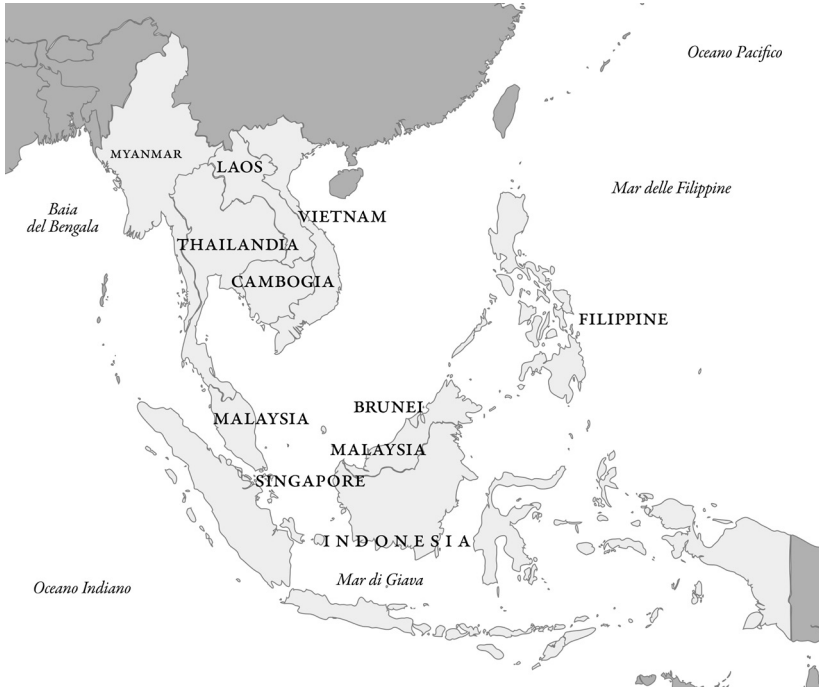 Oceano Pacifico
MYANMAR
LAOS
Mar delle Filippine
Baia
del Bengala
VIETNAM
THAILANDIA
CAMBOGIA
FILIPPINE
BRUNEI
MALAYSIA
MALAYSIA
SINGAPORE
INDONESIA
Mar di Giava
Oceano Indiano